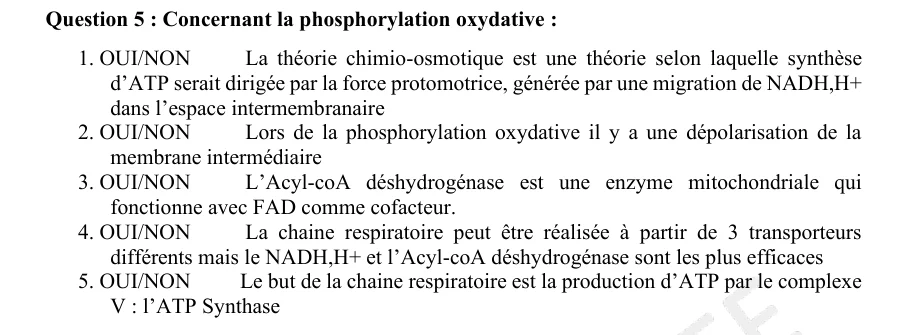 Question 5 : Concernant la phosphorylation oxydative :
1. OUI/NON La théorie chimio-osmotique est une théorie selon laquelle synthèse
d’ATP serait dirigée par la force protomotrice, générée par une migration de NADH,H+
dans l’espace intermembranaire
2. OUI/NON Lors de la phosphorylation oxydative il y a une dépolarisation de la
membrane intermédiaire
3. OUI/NON L’Acyl-coA déshydrogénase est une enzyme mitochondriale qui
fonctionne avec FAD comme cofacteur.
4. OUI/NON La chaine respiratoire peut être réalisée à partir de 3 transporteurs
différents mais le NADH,H+ et l’Acyl-coA déshydrogénase sont les plus efficaces
5. OUI/NON Le but de la chaine respiratoire est la production d’ATP par le complexe
V : l’ATP Synthase